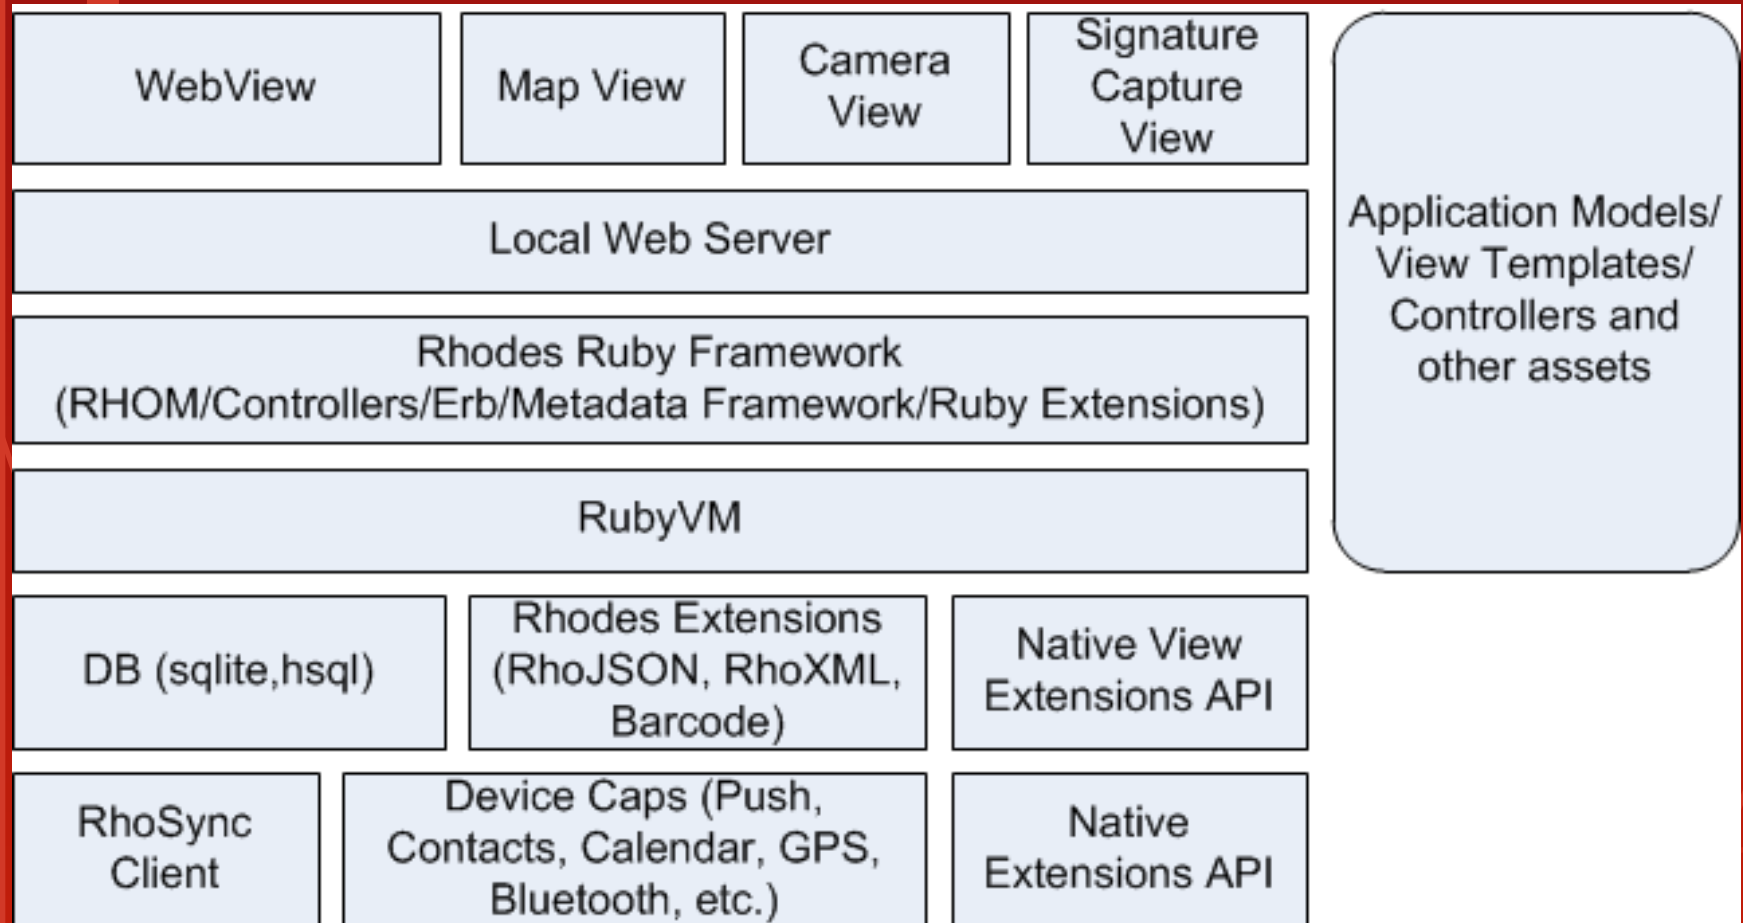 WebView
Map View
Camera
View
Signature
Capture
View
Local Web Server
Rhodes Ruby Framework
(RHOM/Controllers/Erb/Metadata Framework/Ruby Extensions)
RubyVM
Application Models/
View Templates/
Controllers and
other assets
DB (sqlite,hsql)
Rhodes Extensions
(RhoJSON, RhoXML,
Barcode)
Native View
Extensions API
RhoSync
Client
Device Caps (Push,
Contacts, Calendar, GPS,
Bluetooth, etc.)
Native
Extensions API